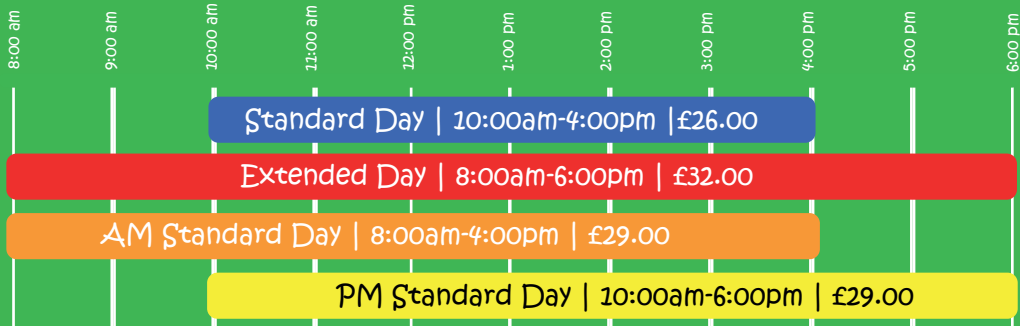 8:00 am
9:00 am
10:00 am
11:00 am
12:00 pm
1:00 pm
2:00 pm
3:00 pm
4:00 pm
5:00 pm
6:00 pm
Standard Day | 10:00am-4:00pm |£26.00
Extended Day | 8:00am-6:00pm | £32.00
AM Standard Day | 8:00am-4:00pm | £29.00
PM Standard Day | 10:00am-6:00pm | £29.00